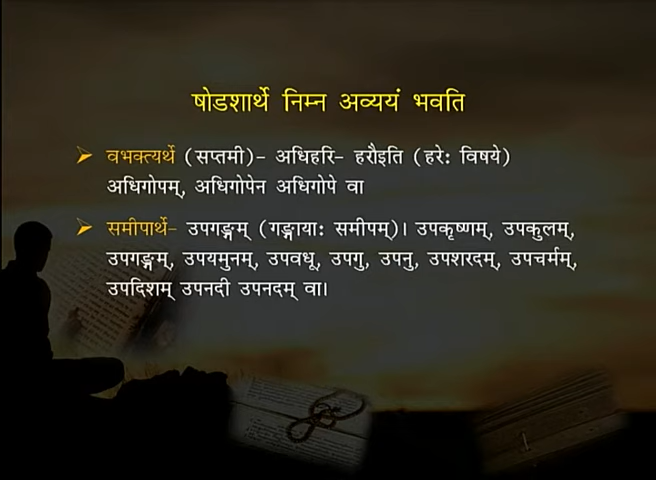 षोडशार्थे निम्न अव्ययं भवति
वभक्त्यर्थे (सप्तमी)- अधिहरि- हरौइति (हरे: विषये)
अधिगोपम्, अधिगोपेन अधिगोपे वा
समीपार्थे- उपगङ्गम् (गङ्गाया: समीपम्)। उपकृष्णम्, उपकुलम्,
उपगङ्गम्, उपयमुनम्, उपवधू, उपगु, उपनु, उपशरदम्, उपचर्मम्,
उपदिशम् उपनदी उपनदम् वा।